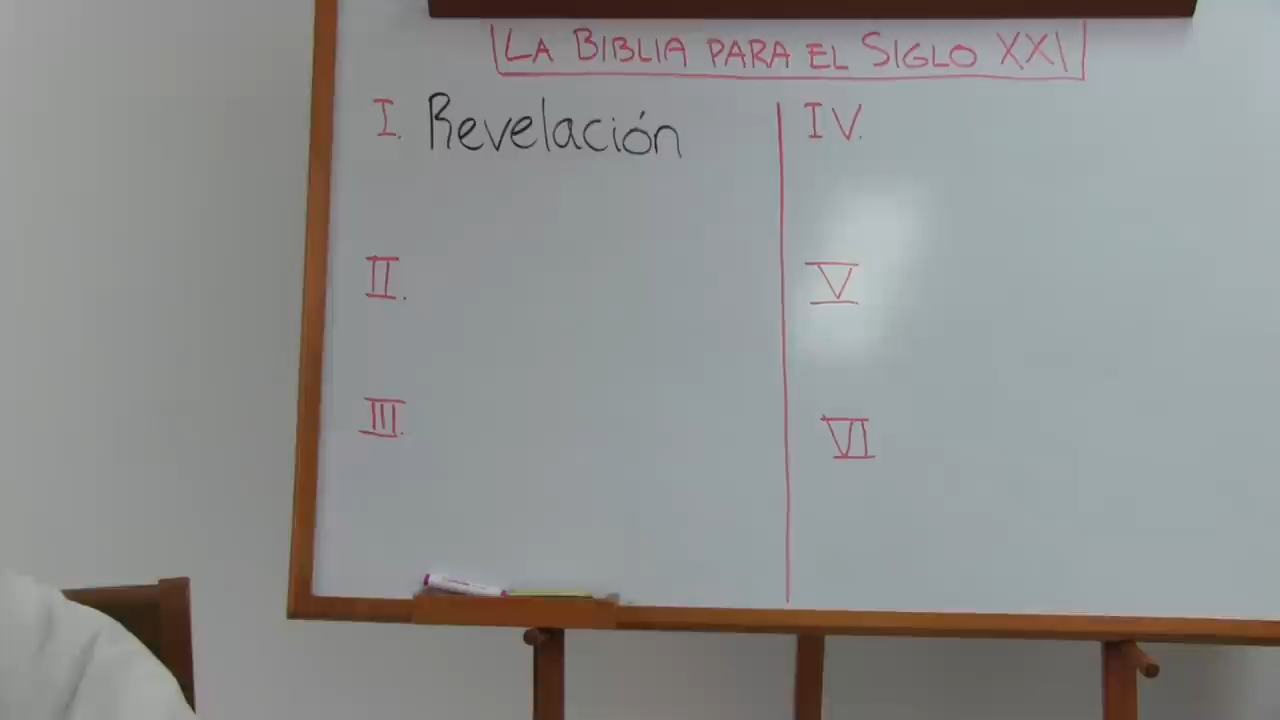 LA BIBLIA PARA EL SIGLO XXI
I. Revelación
II.
III.
IV.
V
VI